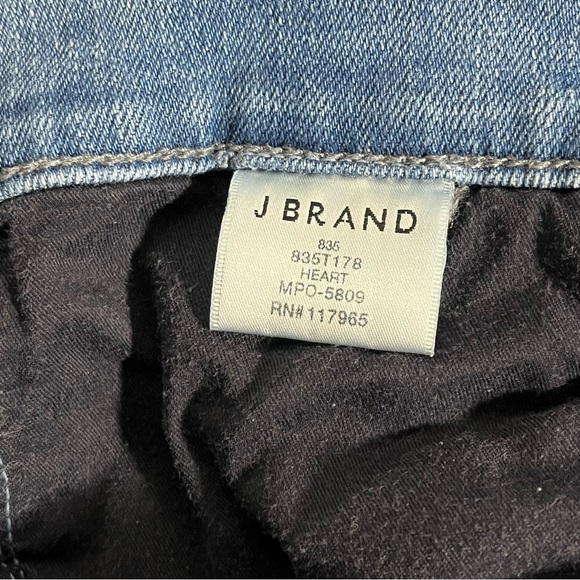 J BRAND
835
835T178
HEART
MPO-5809
RN# 117965